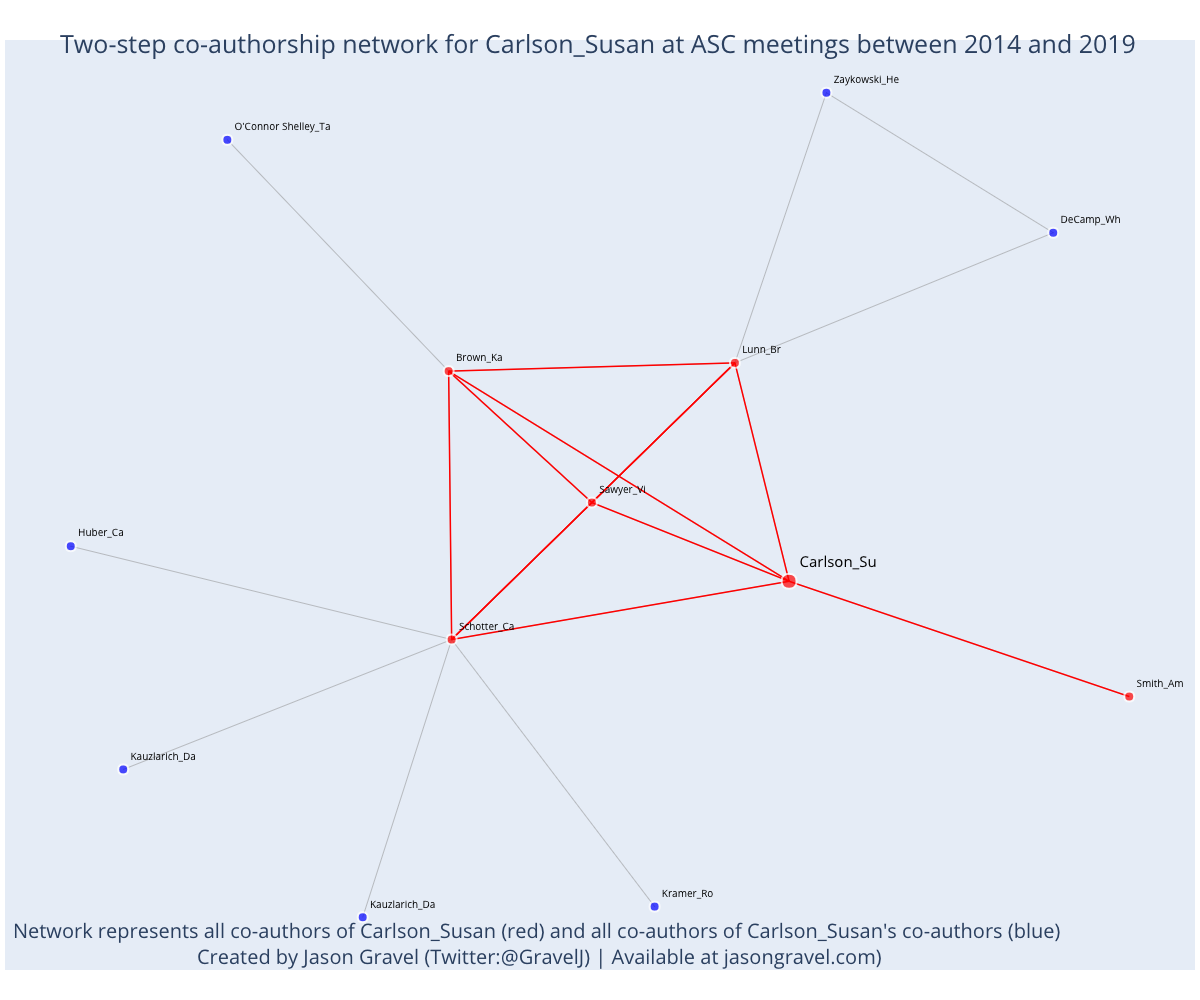 Two-step co-authorship network for Carlson_Susan at ASC meetings between 2014 and 2019
Zaykowski_He
O'Connor Shelley_Ta
DeCamp_Wh
Lunn_Br
Brown_Ka
Sawyer_Vi
Huber_Ca
Carlson_Su
Schotter_Ca
Smith_Am
Kauzlarich_Da
Kramer_Ro
Kauzlarich_Da
Network represents all co-authors of Carlson_Susan (red) and all co-authors of Carlson_Susan's co-authors (blue)
Created by Jason Gravel (Twitter:@GravelJ) | Available at jasongravel.com)